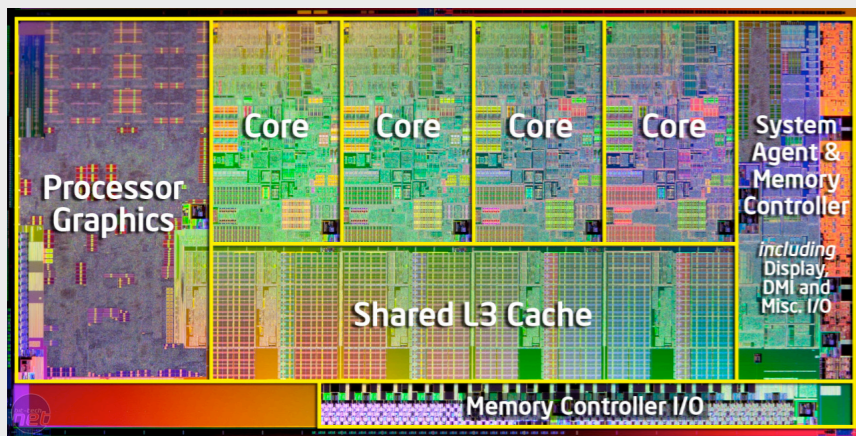 Processor
Graphics
Core
Core
Core
Core
System
Agent &
Memory
Controller
including
Display,
DMI and
Misc. I/O
Shared L3 Cache
Memory Controller I/O
net